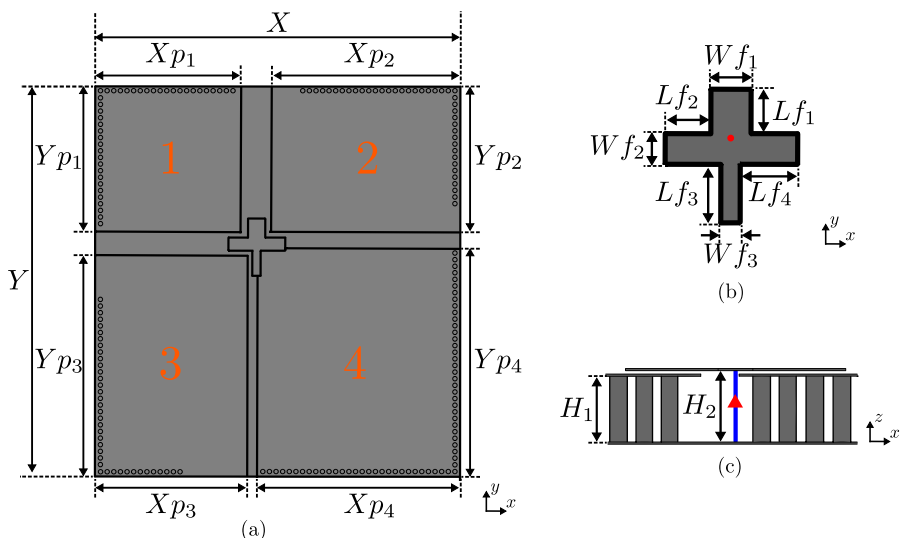 X
Xp₁
Xp₂
Yp₁
Yp₂
Y
Yp₃
Yp₄
1
2
3
4
Xp₃
Xp₄
y
x
(a)
Wf₁
Lf₂
Lf₁
Wf₂
Lf₃
Lf₄
Wf₃
y
x
(b)
H₁
H₂
z
x
(c)